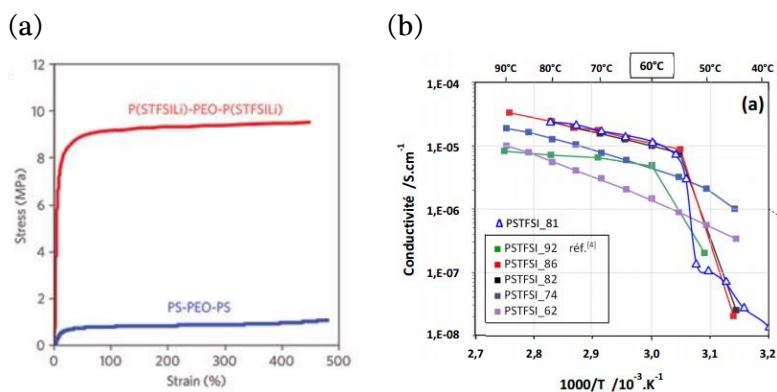 (a)
(b)
12
10
8
6
4
2
0
Stress (MPa)
P(STFSILi)-PEO-P(STFSILi)
PS-PEO-PS
0
100
200
300
400
500
Strain (%)
90°C
80°C
70°C
60°C
50°C
40°C
1,E-04
1,E-05
1,E-06
1,E-07
1,E-08
Conductivité /S.cm⁻¹
(a)
PSTFSI_81
PSTFSI_92 réf.[4]
PSTFSI_86
PSTFSI_82
PSTFSI_74
PSTFSI_62
2,7
2,8
2,9
3,0
3,1
3,2
1000/T /10⁻³.K⁻¹